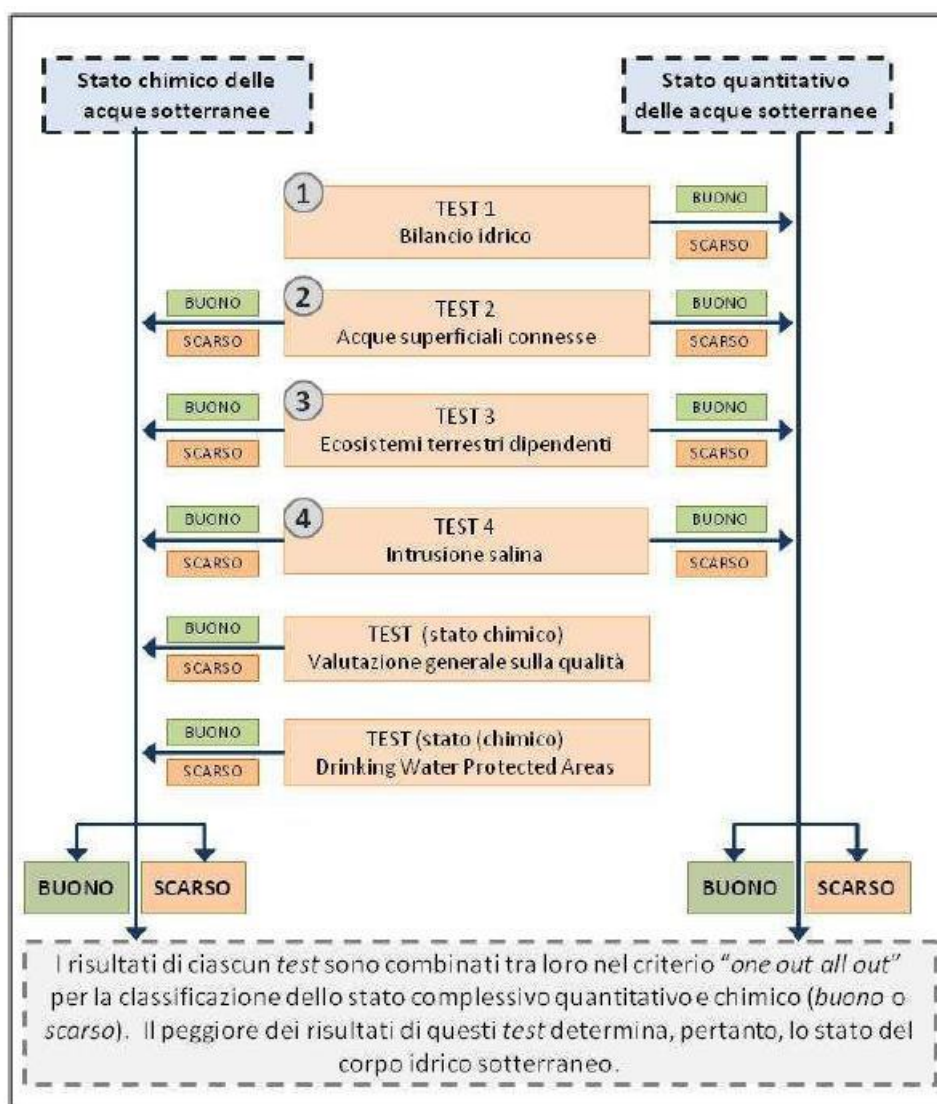 Stato chimico delle
acque sotterranee
Stato quantitativo
delle acque sotterranee
1
TEST 1
Bilancio idrico
BUONO
SCARSO
BUONO
SCARSO
2
TEST 2
Acque superficiali connesse
BUONO
SCARSO
BUONO
SCARSO
3
TEST 3
Ecosistemi terrestri dipendenti
BUONO
SCARSO
BUONO
SCARSO
4
TEST 4
Intrusione salina
BUONO
SCARSO
BUONO
SCARSO
TEST (stato chimico)
Valutazione generale sulla qualità
BUONO
SCARSO
TEST (stato (chimico)
Drinking Water Protected Areas
BUONO
SCARSO
BUONO
SCARSO
I risultati di ciascun test sono combinati tra loro nel criterio “one out all out”
per la classificazione dello stato complessivo quantitativo e chimico (buono o
scarso). Il peggiore dei risultati di questi test determina, pertanto, lo stato del
corpo idrico sotterraneo.